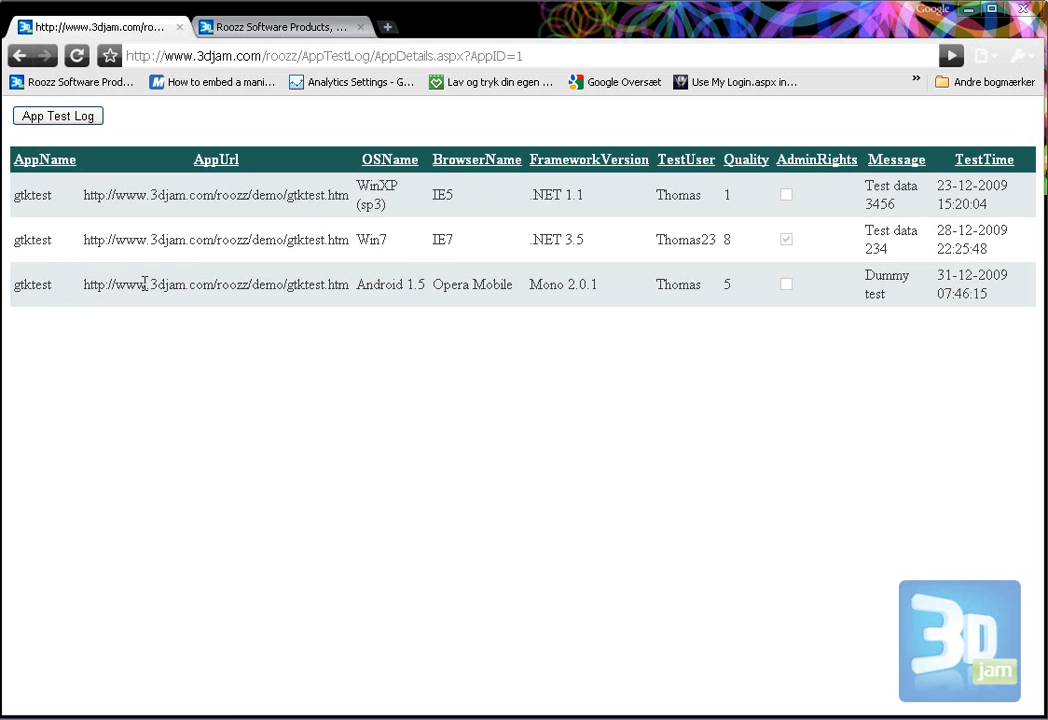 Google
http://www.3djam.com/ro...
Roozz Software Products, ...
http://www.3djam.com/roozz/AppTestLog/AppDetails.aspx?AppID=1
Roozz Software Prod... How to embed a mani... Analytics Settings - G... Lav og tryk din egen ... Google Oversæt Use My Login.aspx in... » Andre bogmærker
App Test Log
AppName AppUrl OSName BrowserName FrameworkVersion TestUser Quality AdminRights Message TestTime
gtktest http://www.3djam.com/roozz/demo/gtktest.htm WinXP (sp3) IE5 .NET 1.1 Thomas 1 Test data 3456 23-12-2009 15:20:04
gtktest http://www.3djam.com/roozz/demo/gtktest.htm Win7 IE7 .NET 3.5 Thomas23 8 Test data 234 28-12-2009 22:25:48
gtktest http://www.3djam.com/roozz/demo/gtktest.htm Android 1.5 Opera Mobile Mono 2.0.1 Thomas 5 Dummy test 31-12-2009 07:46:15
3D
jam